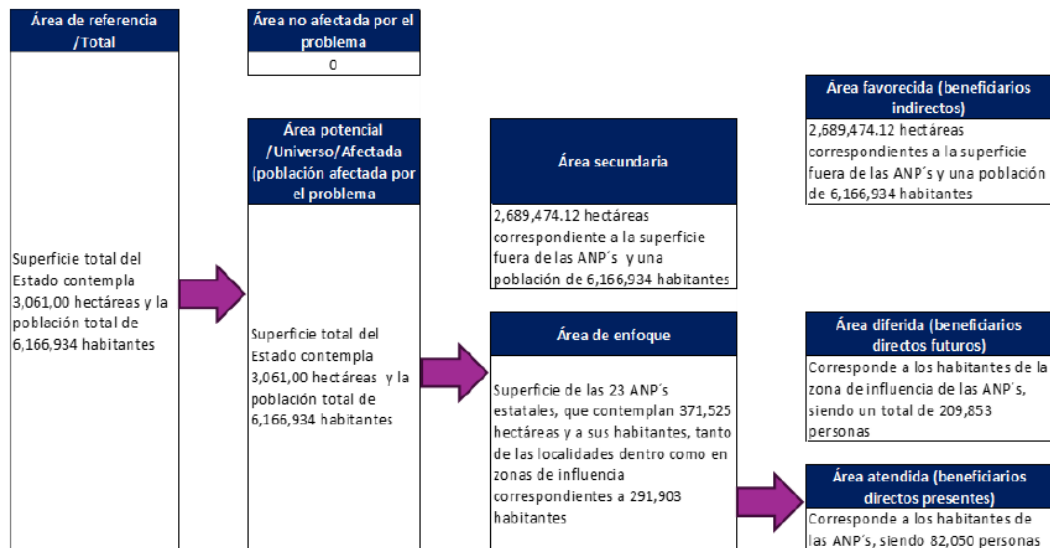 Área de referencia
/Total
Superficie total del
Estado contempla
3,061,00 hectáreas y la
población total de
6,166,934 habitantes
Área no afectada por el
problema
0
Área potencial
/Universo/Afectada
(población afectada por
el problema
Superficie total del
Estado contempla
3,061,00 hectáreas y la
población total de
6,166,934 habitantes
Área secundaria
2,689,474.12 hectáreas
correspondiente a la superficie
fuera de las ANP´s y una
población de 6,166,934 habitantes
Área de enfoque
Superficie de las 23 ANP´s
estatales, que contemplan 371,525
hectáreas y a sus habitantes, tanto
de las localidades dentro como en
zonas de influencia
correspondientes a 291,903
habitantes
Área favorecida (beneficiarios
indirectos)
2,689,474.12 hectáreas
correspondientes a la superficie
fuera de las ANP´s y una población
de 6,166,934 habitantes
Área diferida (beneficiarios
directos futuros)
Corresponde a los habitantes de la
zona de influencia de las ANP´s,
siendo un total de 209,853
personas
Área atendida (beneficiarios
directos presentes)
Corresponde a los habitantes de
las ANP´s, siendo 82,050 personas